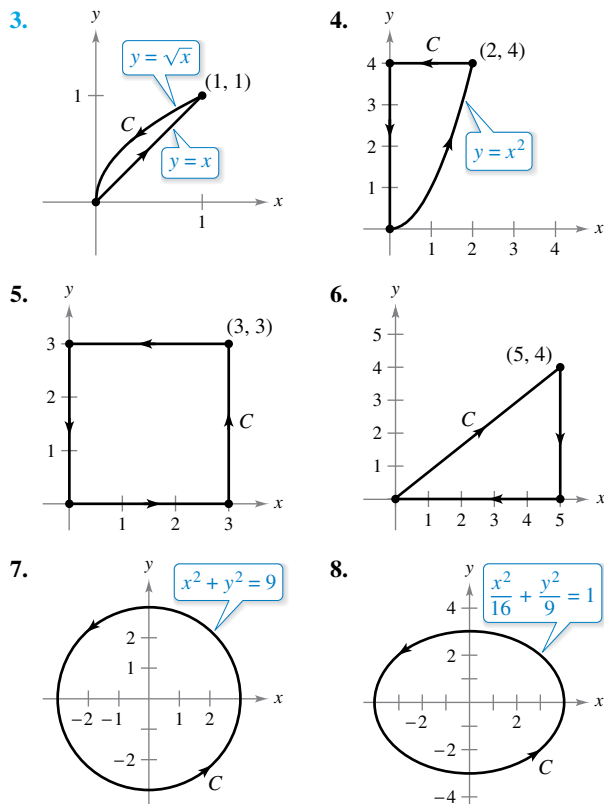 3.
y
y = √x
(1, 1)
1
C
y = x
x
1
4.
y
C
(2, 4)
4
3
2
1
y = x²
x
1 2 3 4
5.
y
(3, 3)
3
2
1
C
x
1 2 3
6.
y
5
4
3
2
1
(5, 4)
C
x
1 2 3 4 5
7.
y
x² + y² = 9
2
1
x
−2 −1 1 2
−2
C
8.
y
x²/16 + y²/9 = 1
4
2
x
−2 2
−2
C
−4